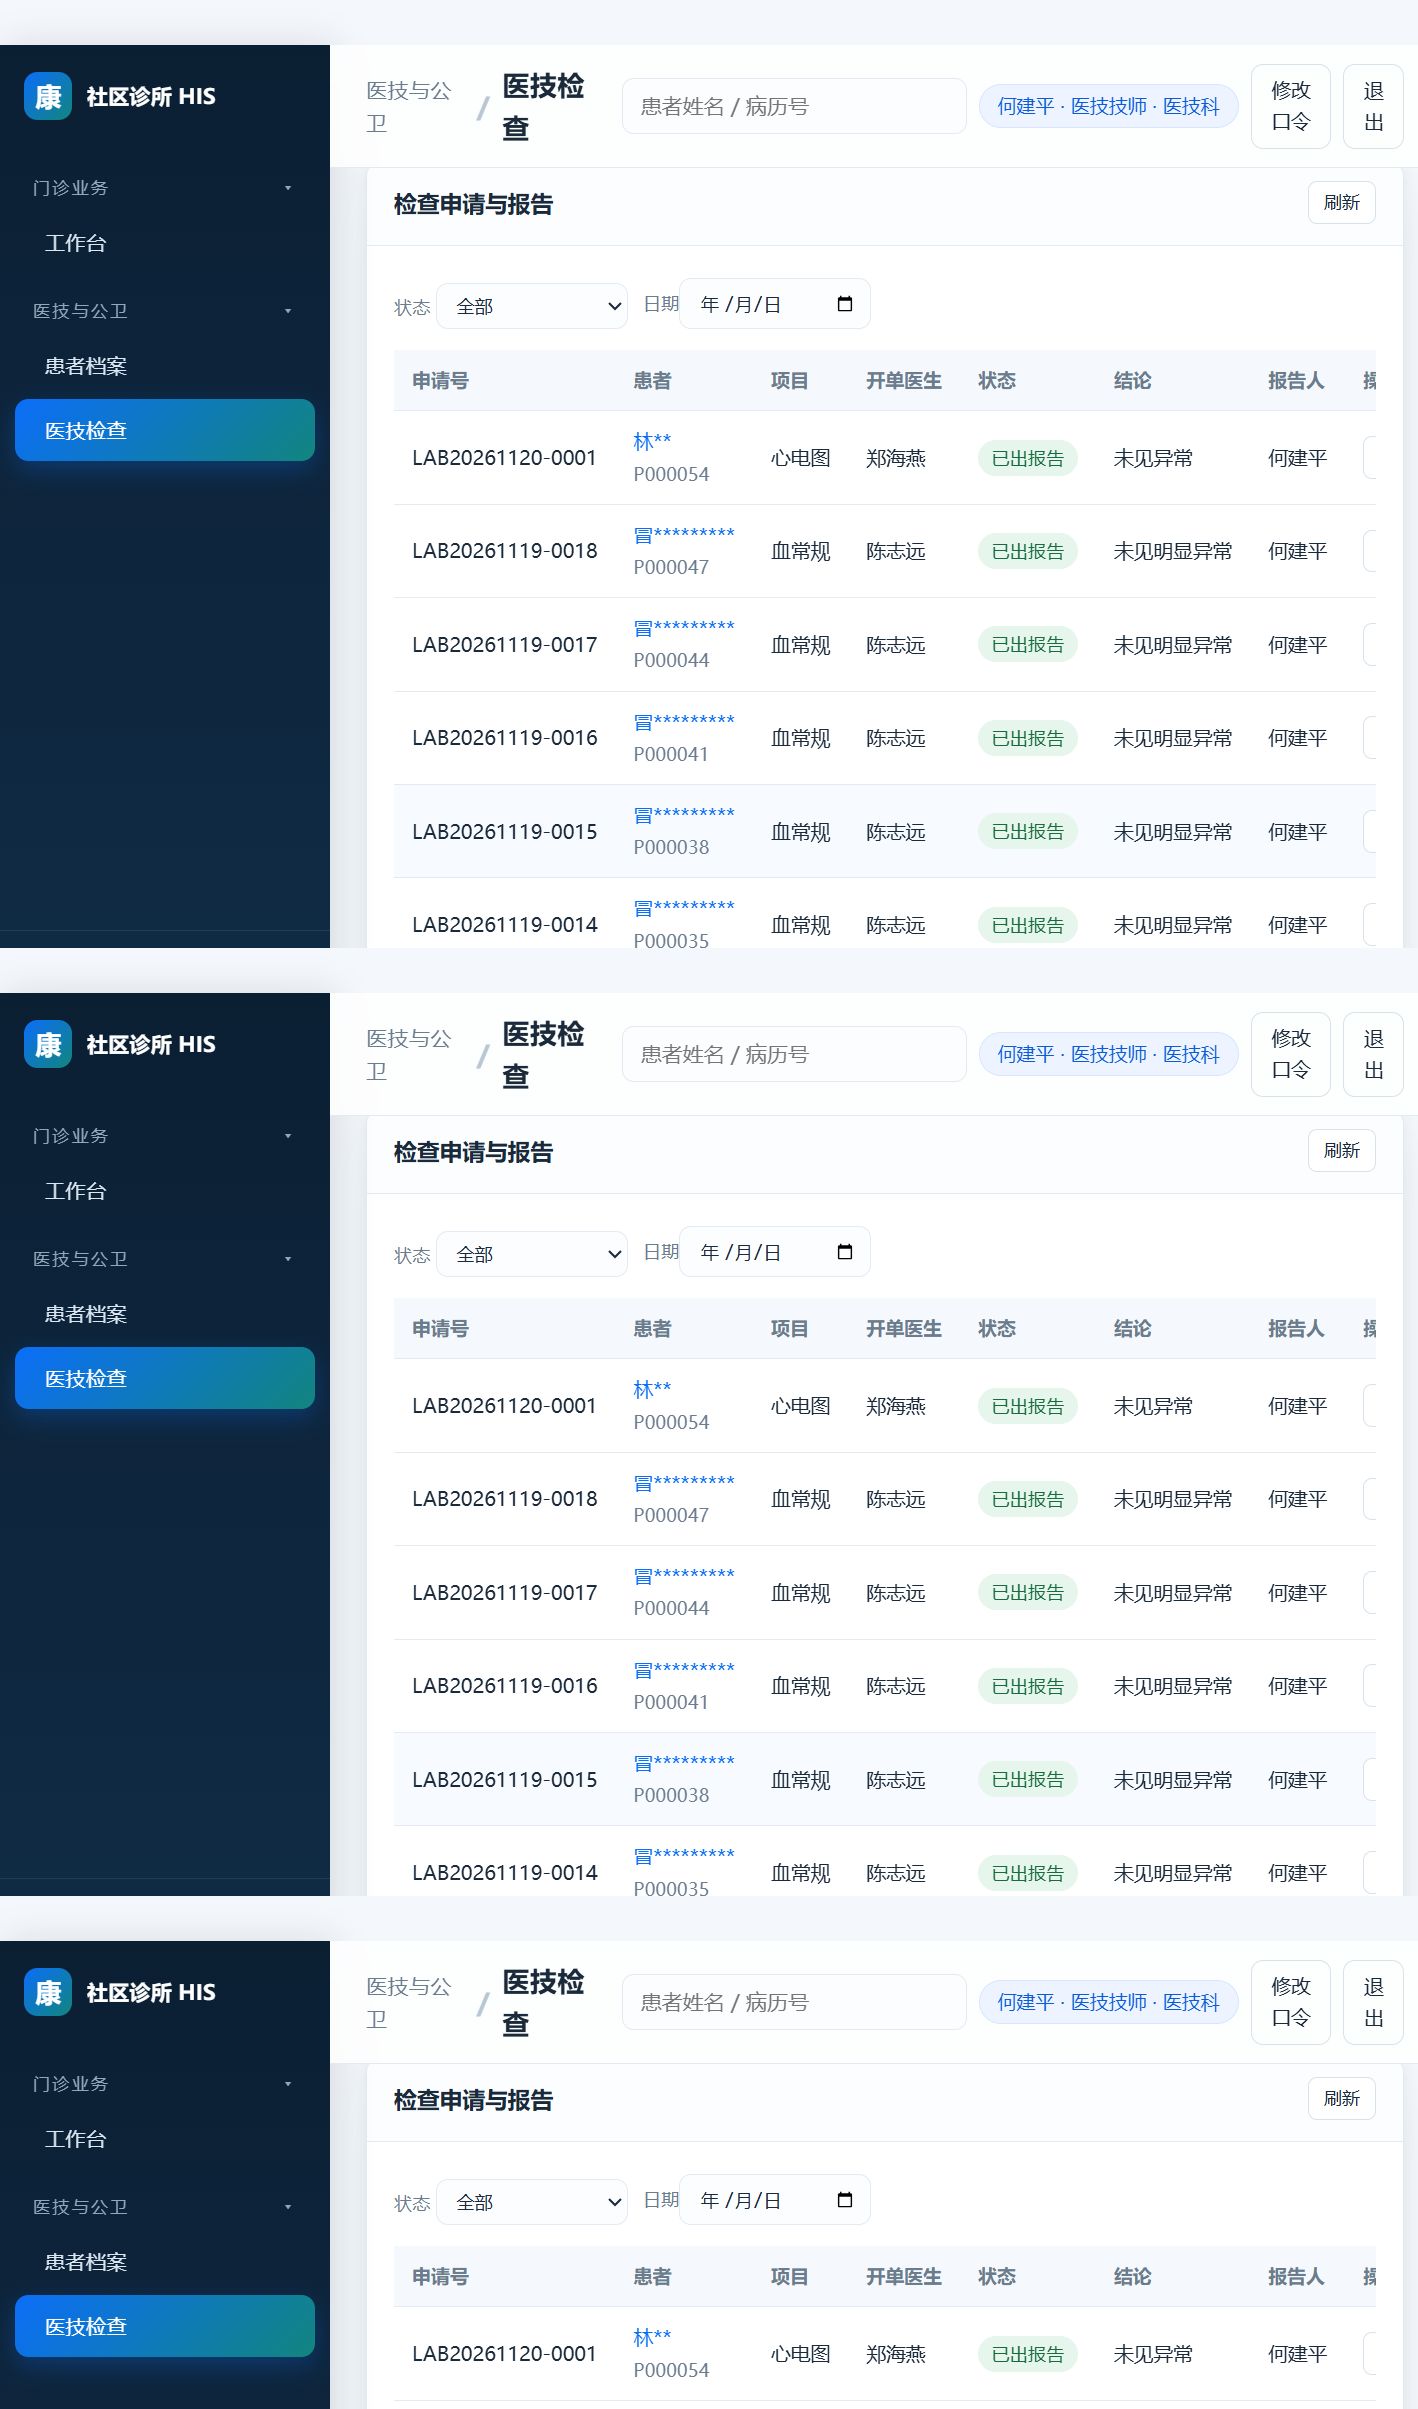 康 社区诊所 HIS
门诊业务
工作台
医技与公卫
患者档案
医技检查
医技与公
卫
/
医技检
查
患者姓名 / 病历号
何建平 · 医技技师 · 医技科
修改
口令
退
出
检查申请与报告
刷新
状态 全部 日期 年 /月/日
申请号 患者 项目 开单医生 状态 结论 报告人
LAB20261120-0001 林** P000054 心电图 郑海燕 已出报告 未见异常 何建平
LAB20261119-0018 冒********* P000047 血常规 陈志远 已出报告 未见明显异常 何建平
LAB20261119-0017 冒********* P000044 血常规 陈志远 已出报告 未见明显异常 何建平
LAB20261119-0016 冒********* P000041 血常规 陈志远 已出报告 未见明显异常 何建平
LAB20261119-0015 冒********* P000038 血常规 陈志远 已出报告 未见明显异常 何建平
LAB20261119-0014 冒********* P000035 血常规 陈志远 已出报告 未见明显异常 何建平
康 社区诊所 HIS
门诊业务
工作台
医技与公卫
患者档案
医技检查
医技与公
卫
/
医技检
查
患者姓名 / 病历号
何建平 · 医技技师 · 医技科
修改
口令
退
出
检查申请与报告
刷新
状态 全部 日期 年 /月/日
申请号 患者 项目 开单医生 状态 结论 报告人
LAB20261120-0001 林** P000054 心电图 郑海燕 已出报告 未见异常 何建平
LAB20261119-0018 冒********* P000047 血常规 陈志远 已出报告 未见明显异常 何建平
LAB20261119-0017 冒********* P000044 血常规 陈志远 已出报告 未见明显异常 何建平
LAB20261119-0016 冒********* P000041 血常规 陈志远 已出报告 未见明显异常 何建平
LAB20261119-0015 冒********* P000038 血常规 陈志远 已出报告 未见明显异常 何建平
LAB20261119-0014 冒********* P000035 血常规 陈志远 已出报告 未见明显异常 何建平
康 社区诊所 HIS
门诊业务
工作台
医技与公卫
患者档案
医技检查
医技与公
卫
/
医技检
查
患者姓名 / 病历号
何建平 · 医技技师 · 医技科
修改
口令
退
出
检查申请与报告
刷新
状态 全部 日期 年 /月/日
申请号 患者 项目 开单医生 状态 结论 报告人
LAB20261120-0001 林** P000054 心电图 郑海燕 已出报告 未见异常 何建平